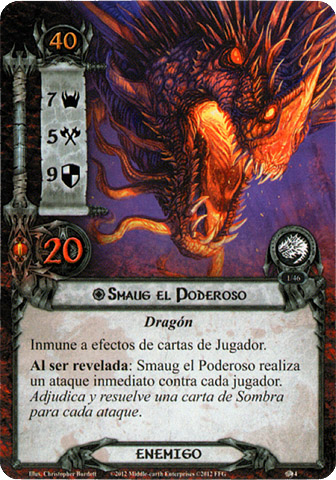 40
7
5
9
20
1/46
SMAUG EL PODEROSO
Dragón
Inmune a efectos de cartas de Jugador.
Al ser revelada: Smaug el Poderoso realiza
un ataque inmediato contra cada jugador.
Adjudica y resuelve una carta de Sombra
para cada ataque.
ENEMIGO
Illus. Christopher Burdett ©2012 Middle-earth Enterprises ©2012 FFG 4